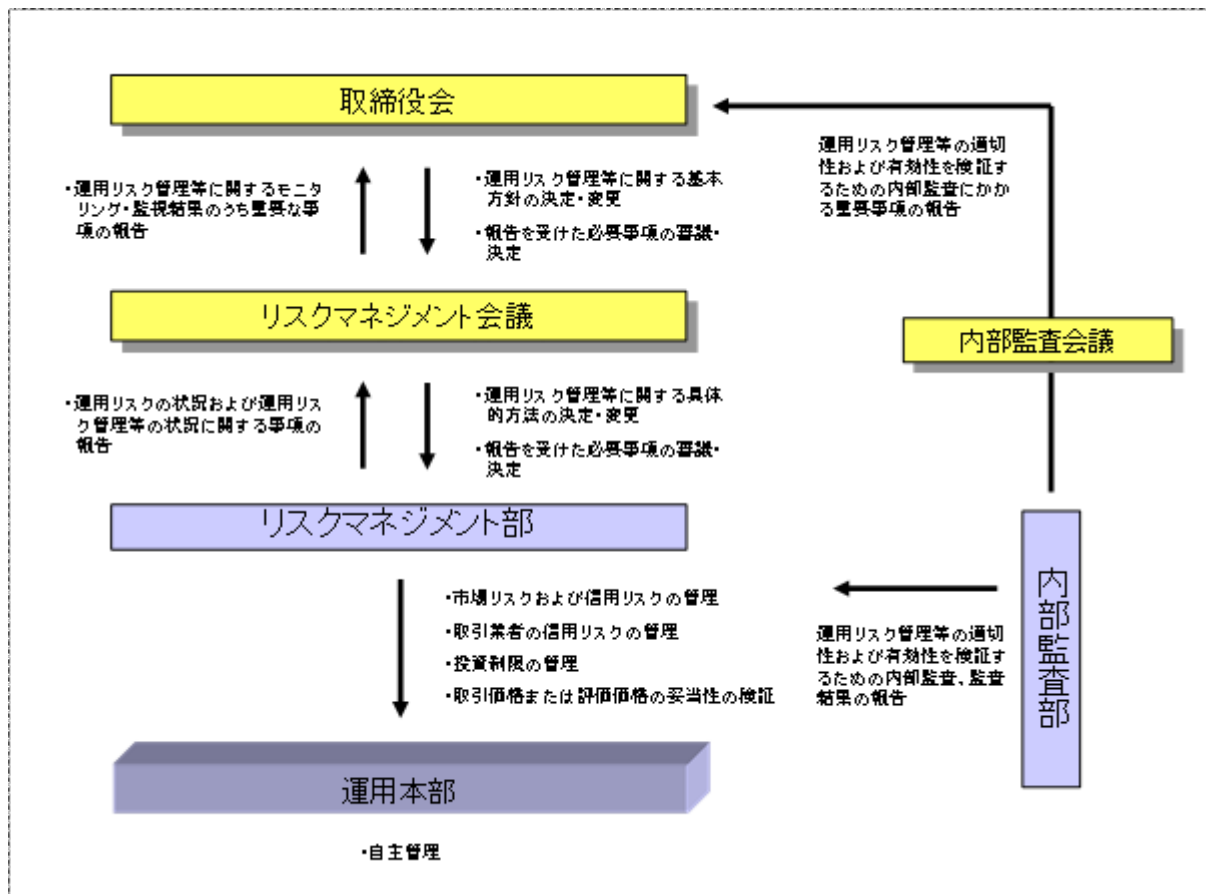 取締役会
・運用リスク管理等に関するモニタ
リング・監視結果のうち重要な事
項の報告
・運用リスク管理等に関する基本
方針の決定・変更
・報告を受けた必要事項の審議・
決定
運用リスク管理等の適切
性および有効性を検証す
るための内部監査にかか
る重要事項の報告
リスクマネジメント会議
内部監査会議
・運用リスクの状況および運用リス
ク管理等の状況に関する事項の
報告
・運用リスク管理等に関する具体
的方法の決定・変更
・報告を受けた必要事項の審議・
決定
リスクマネジメント部
内部監査部
・市場リスクおよび信用リスクの管理
・取引業者の信用リスクの管理
・投資制限の管理
・取引価格または評価価格の妥当性の検証
運用リスク管理等の適切
性および有効性を検証す
るための内部監査、監査
結果の報告
運用本部
・自主管理